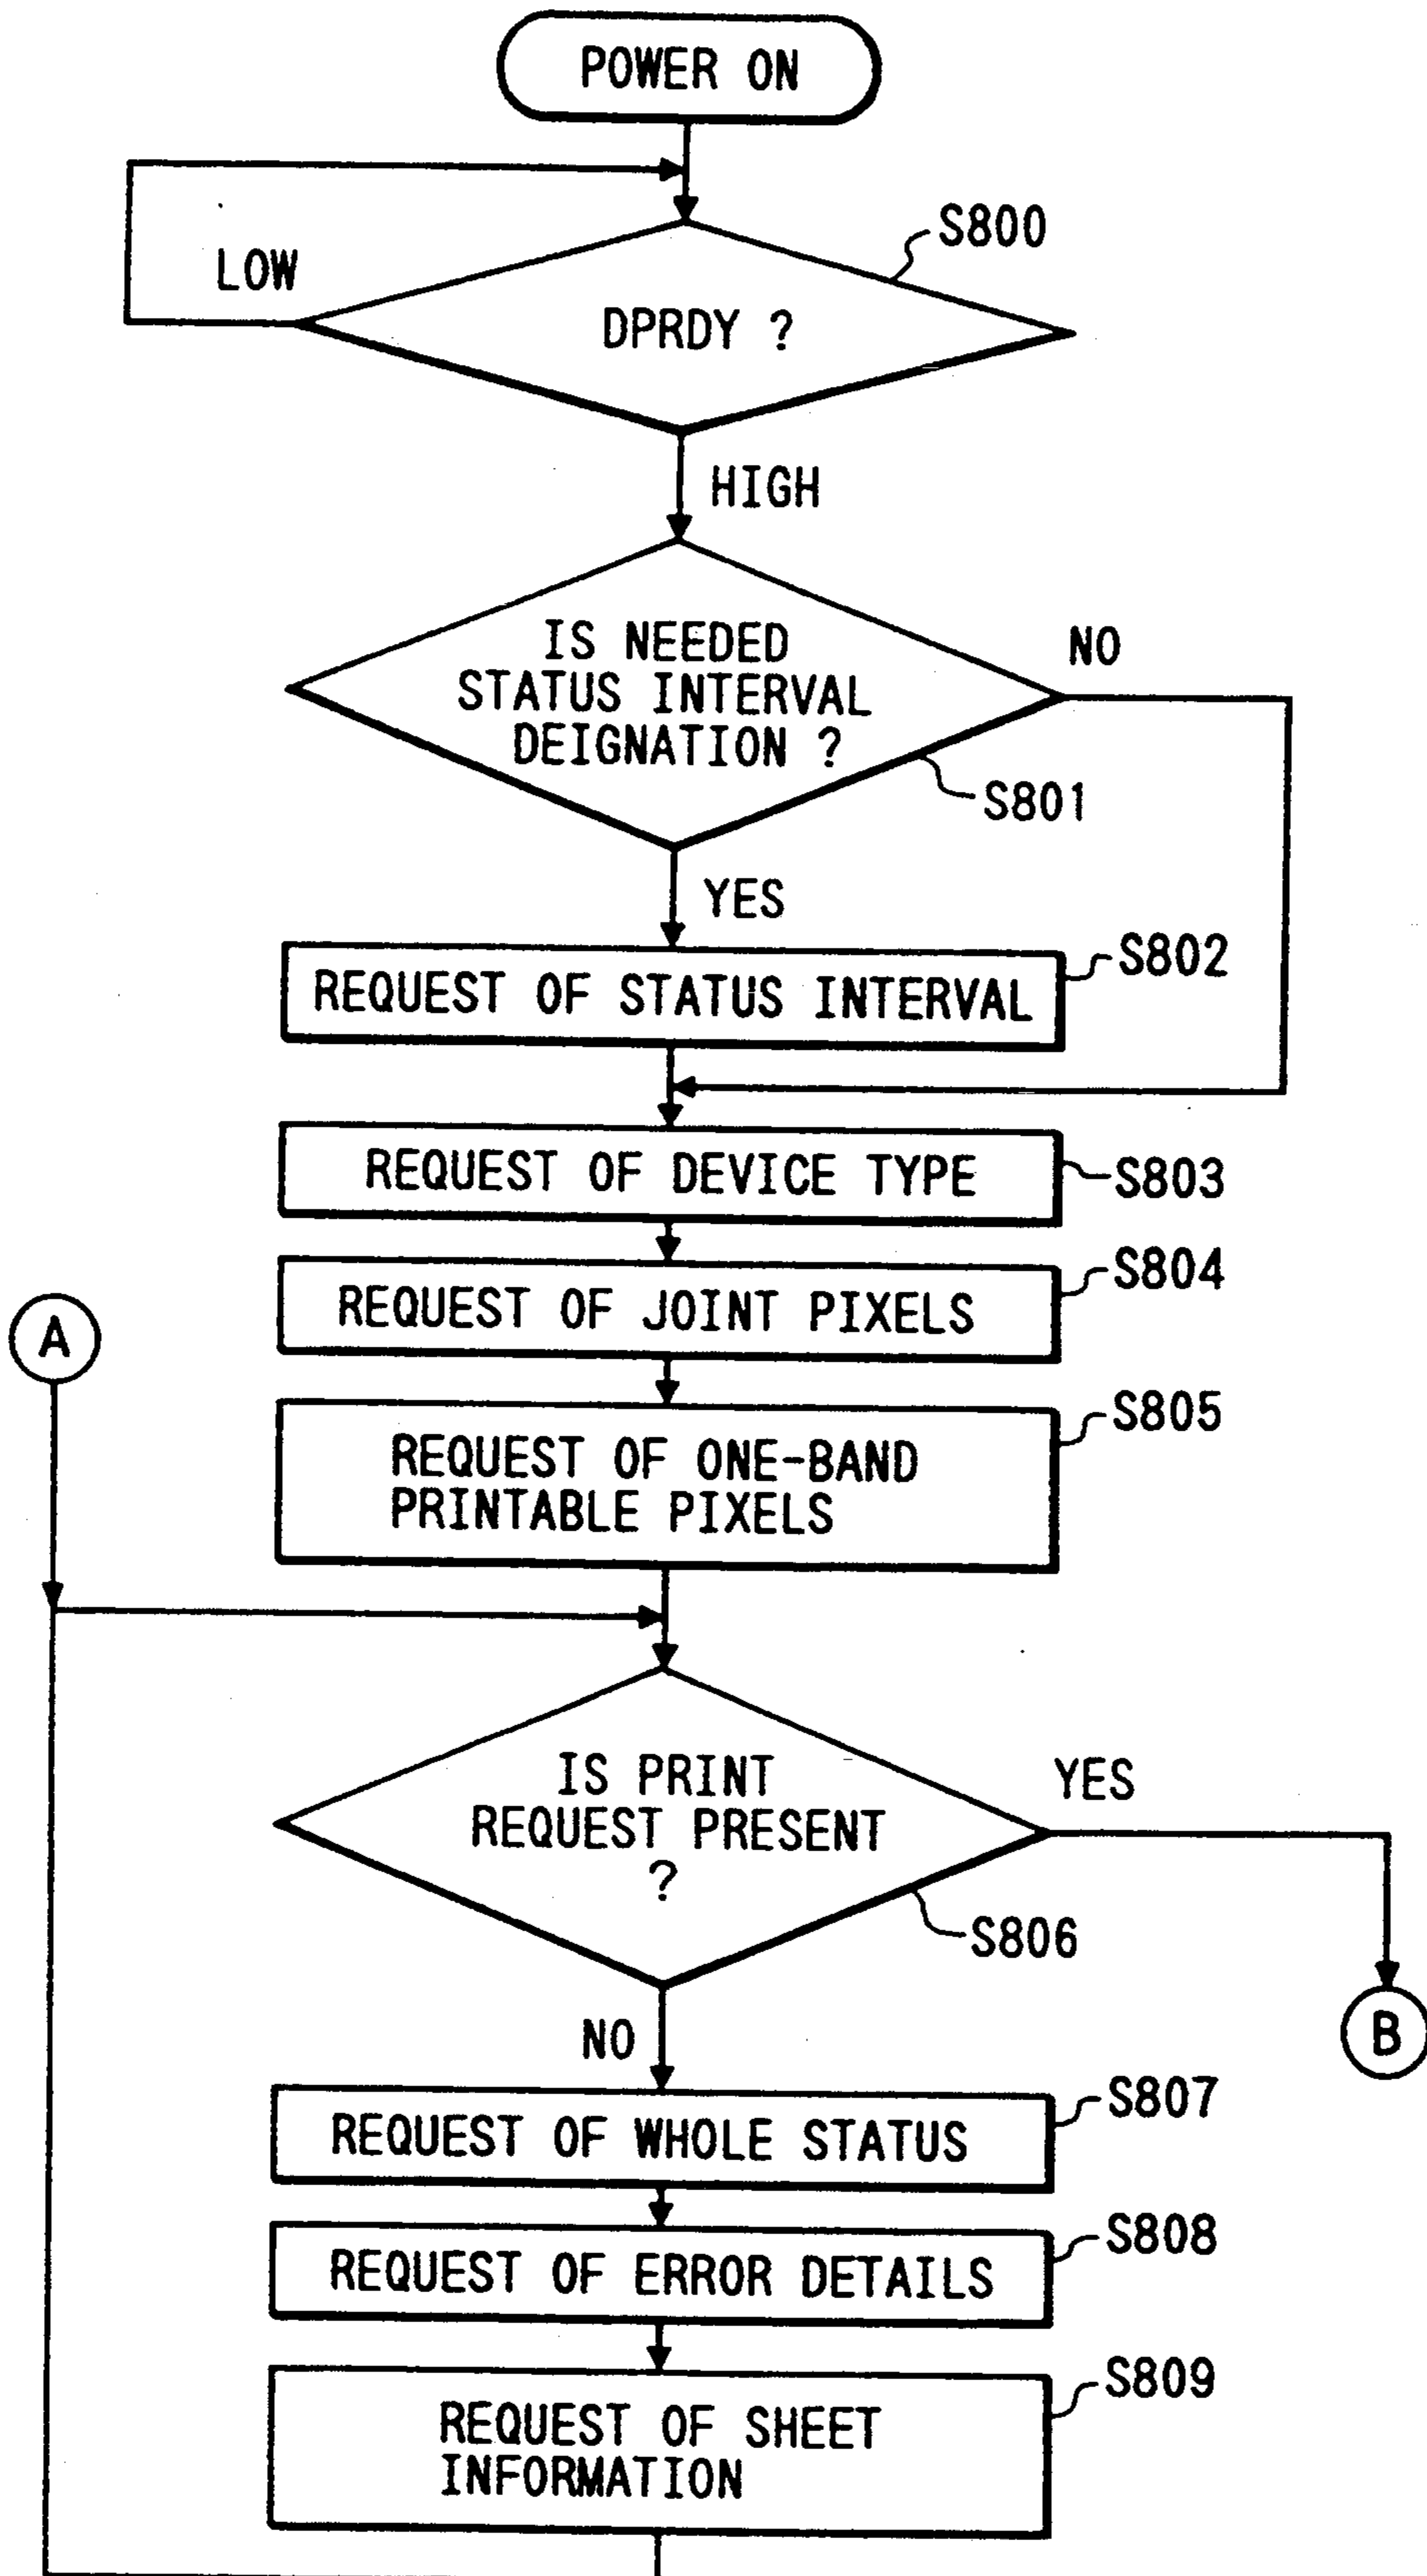 POWER ON
S800
LOW
DPRDY ?
HIGH
IS NEEDED
STATUS INTERVAL
DEIGNATION ?
NO
S801
YES
S802
REQUEST OF STATUS INTERVAL
REQUEST OF DEVICE TYPE
S803
S804
REQUEST OF JOINT PIXELS
A
S805
REQUEST OF ONE-BAND
PRINTABLE PIXELS
IS PRINT
REQUEST PRESENT
?
YES
S806
NO
B
S807
REQUEST OF WHOLE STATUS
S808
REQUEST OF ERROR DETAILS
S809
REQUEST OF SHEET
INFORMATION